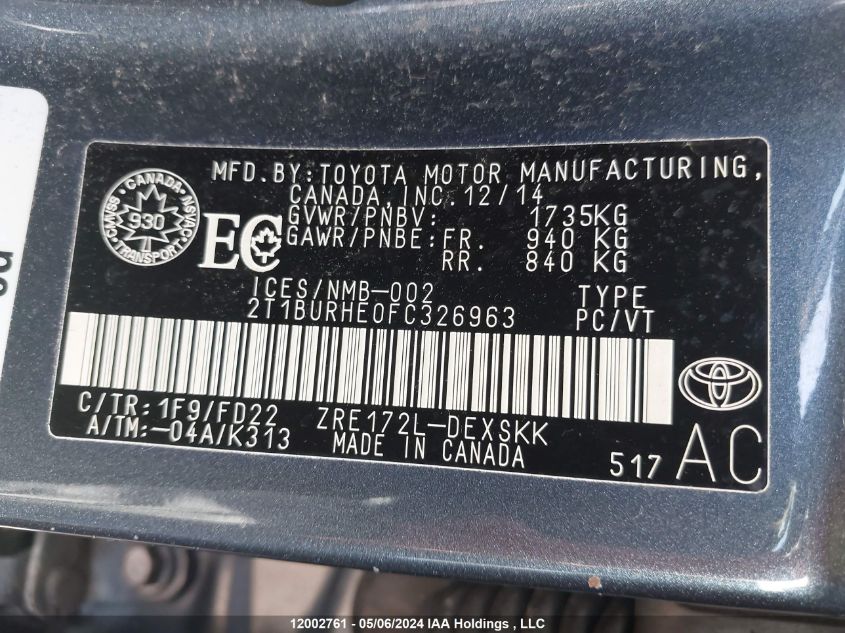 MFD.BY:TOYOTA MOTOR MANUFACTURING,
CANADA,INC.12/14
GVWR/PNBV: 1735KG
GAWR/PNBE:FR. 940 KG
RR. 840 KG
CANADA
930
TRANSPORT
EC
ICES/NMB-002 TYPE
2T1BURHE0FC326963 PC/VT
C/TR:1F9/FD22 ZRE172L-DEXSKK
A/TM:-04A/K313 MADE IN CANADA
517 AC
12002761 - 05/06/2024 IAA Holdings , LLC